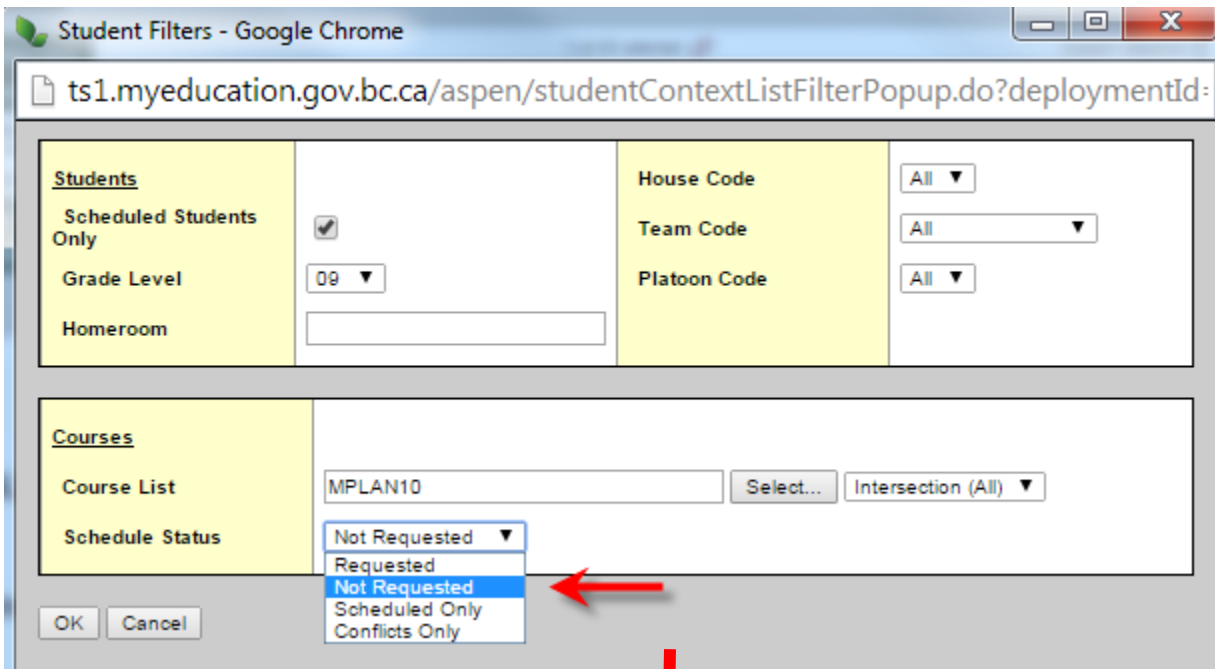 Student Filters - Google Chrome
ts1.myeducation.gov.bc.ca/aspen/studentContextListFilterPopup.do?deploymentId=
Students
Scheduled Students
Only
Grade Level
09
Homeroom
House Code
All
Team Code
All
Platoon Code
All
Courses
Course List
MPLAN10
Select...
Intersection (All)
Schedule Status
Not Requested
Requested
Not Requested
Scheduled Only
Conflicts Only
OK
Cancel